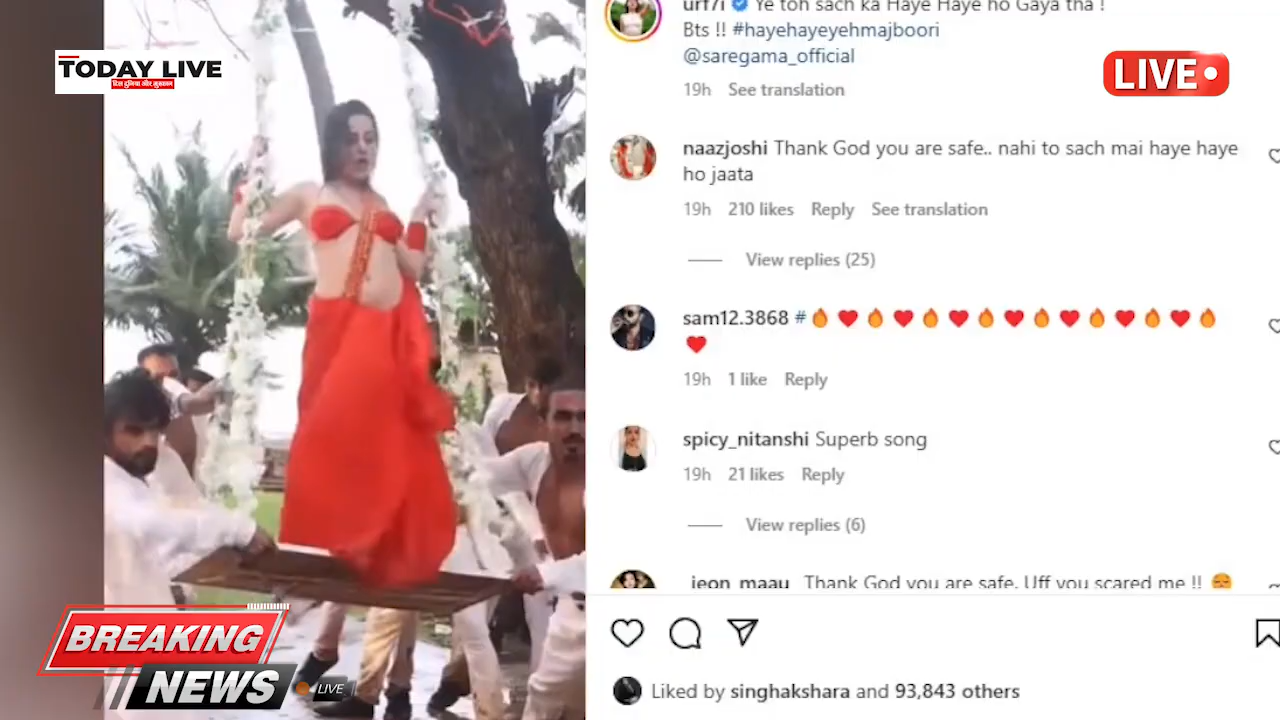 TODAY LIVE
दिल दुनिया और मुस्कान
LIVE
urf7i Ye toh sach ka Haye Haye ho Gaya tha !
Bts !! #hayehayeyehmajboori
@saregama_official
19h See translation
naazjoshi Thank God you are safe.. nahi to sach mai haye haye
ho jaata
19h 210 likes Reply See translation
View replies (25)
sam12.3868 #
19h 1 like Reply
spicy_nitanshi Superb song
19h 21 likes Reply
View replies (6)
_jeon_maau_ Thank God you are safe. Uff you scared me !!
Liked by singhakshara and 93,843 others
BREAKING
NEWS
LIVE